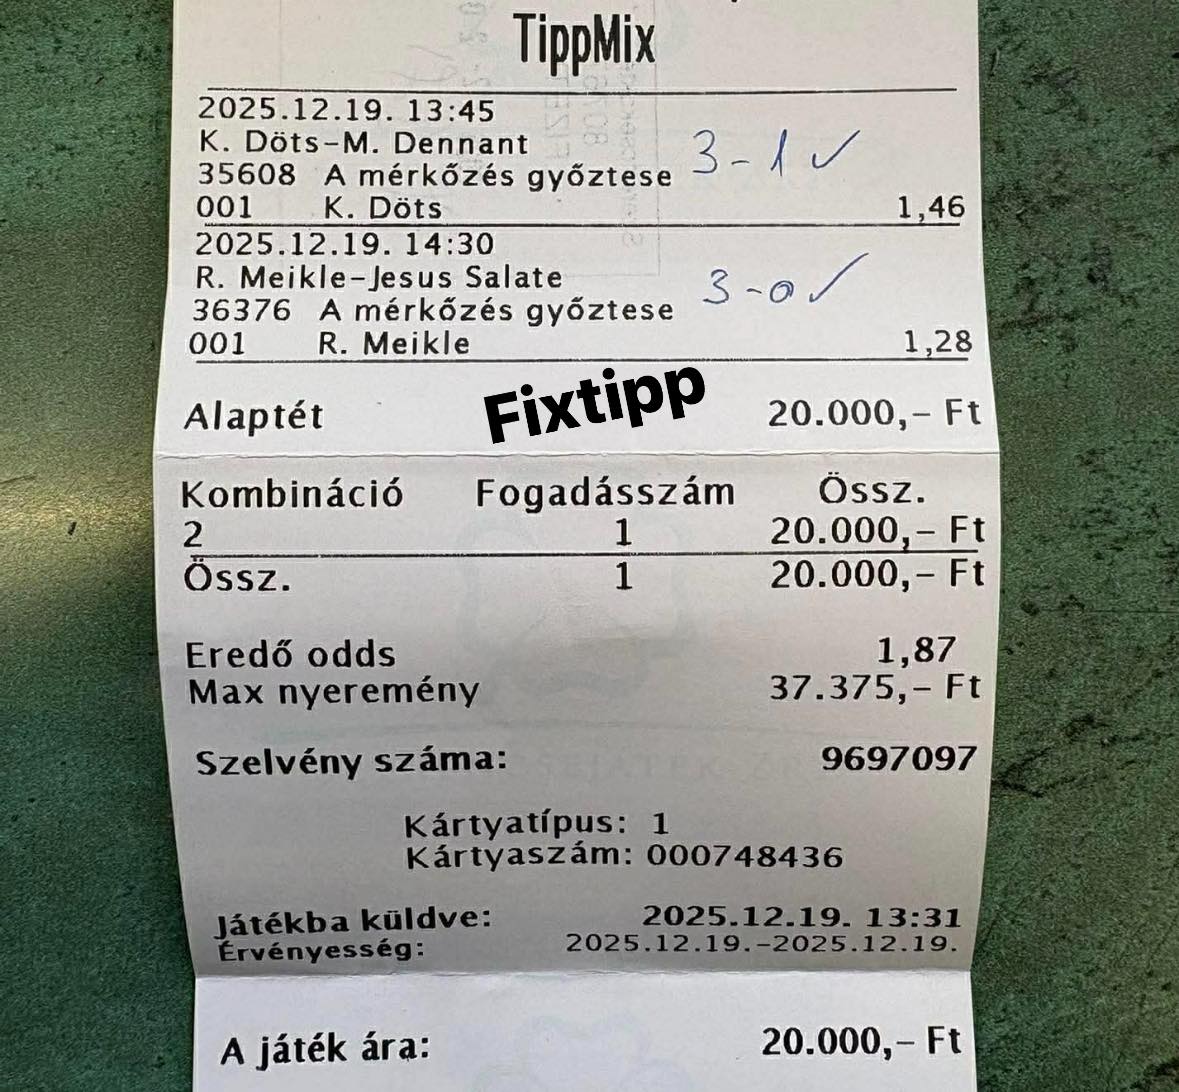 TippMix
2025.12.19. 13:45
K. Döts-M. Dennant
3-1 ✓
35608 A mérkőzés győztese
001 K. Döts 1,46
2025.12.19. 14:30
R. Meikle-Jesus Salate
3-0 ✓
36376 A mérkőzés győztese
001 R. Meikle 1,28
Fixtipp
Alaptét 20.000,- Ft
Kombináció Fogadásszám Össz.
2 1 20.000,- Ft
Össz. 1 20.000,- Ft
Eredő odds 1,87
Max nyeremény 37.375,- Ft
Szelvény száma: 9697097
Kártyatípus: 1
Kártyaszám: 000748436
Játékba küldve: 2025.12.19. 13:31
Érvényesség: 2025.12.19.-2025.12.19.
A játék ára: 20.000,- Ft